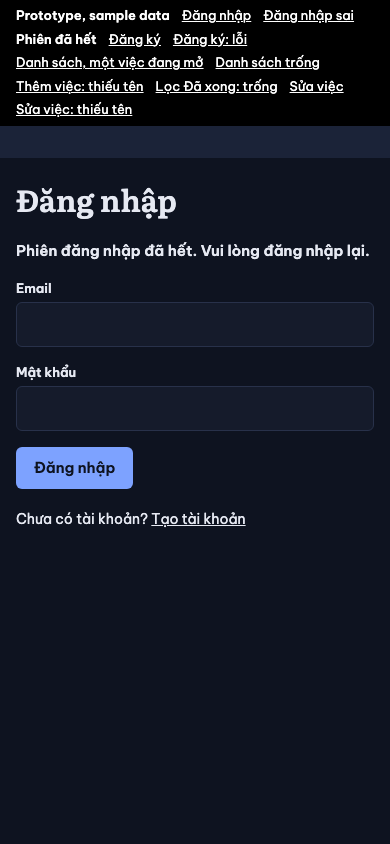 Prototype, sample data Đăng nhập Đăng nhập sai
Phiên đã hết Đăng ký Đăng ký: lỗi
Danh sách, một việc đang mở Danh sách trống
Thêm việc: thiếu tên Lọc Đã xong: trống Sửa việc
Sửa việc: thiếu tên
Đăng nhập
Phiên đăng nhập đã hết. Vui lòng đăng nhập lại.
Email
Mật khẩu
Đăng nhập
Chưa có tài khoản? Tạo tài khoản